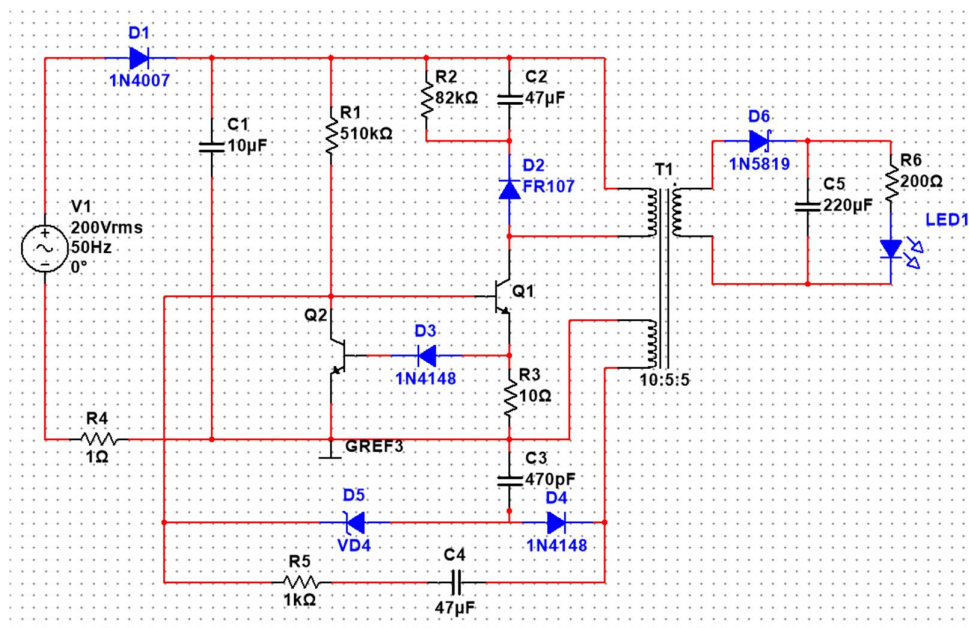 D1
1N4007
C1
10µF
R1
510kΩ
R2
82kΩ
C2
47µF
D2
FR107
T1
10:5:5
D6
1N5819
C5
220µF
R6
200Ω
LED1
V1
200Vrms
50Hz
0°
Q1
Q2
D3
1N4148
R3
10Ω
R4
1Ω
GREF3
C3
470pF
D5
VD4
D4
1N4148
R5
1kΩ
C4
47µF